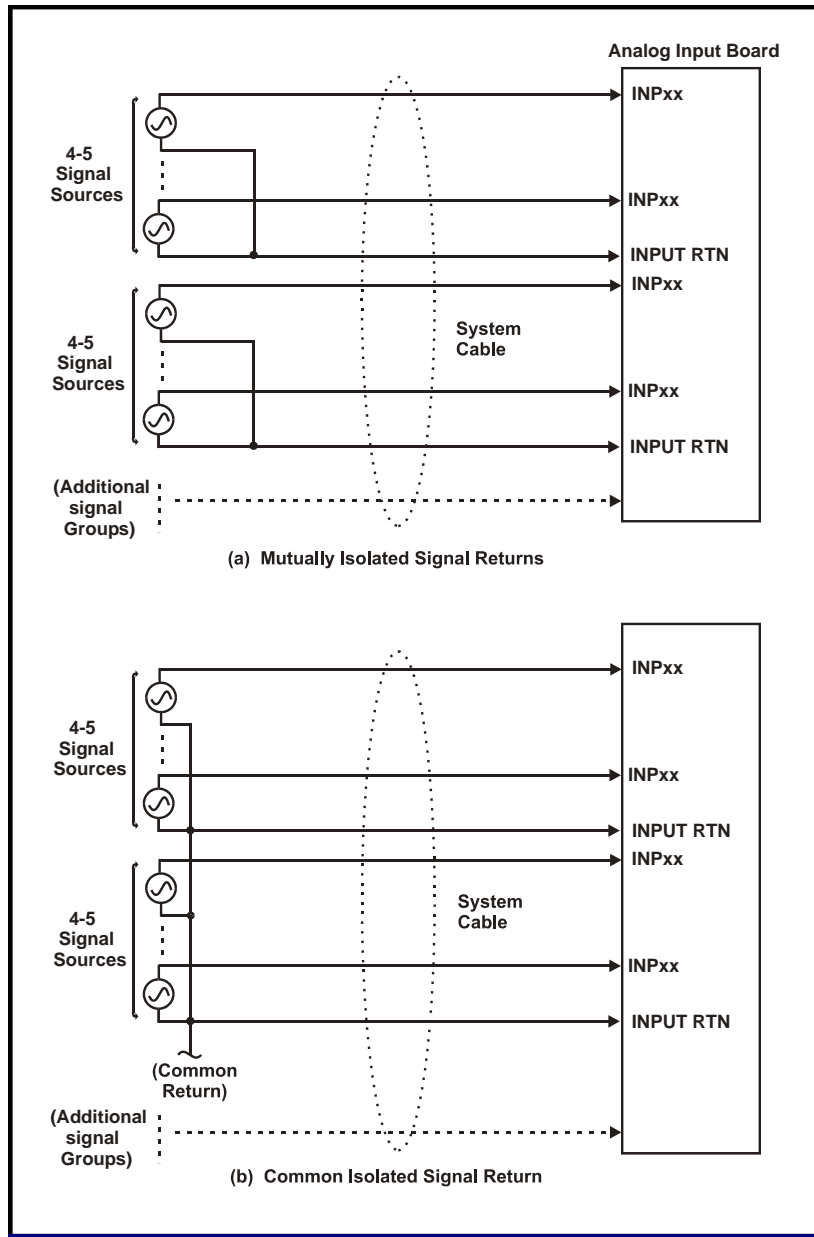 Analog Input Board
INPxx
4-5
Signal
Sources
INPxx
INPUT RTN
INPxx
4-5
Signal
Sources
System
Cable
INPxx
INPUT RTN
(Additional
signal
Groups)
(a) Mutually Isolated Signal Returns
INPxx
4-5
Signal
Sources
INPxx
INPUT RTN
INPxx
4-5
Signal
Sources
System
Cable
INPxx
INPUT RTN
(Common
Return)
(Additional
signal
Groups)
(b) Common Isolated Signal Return